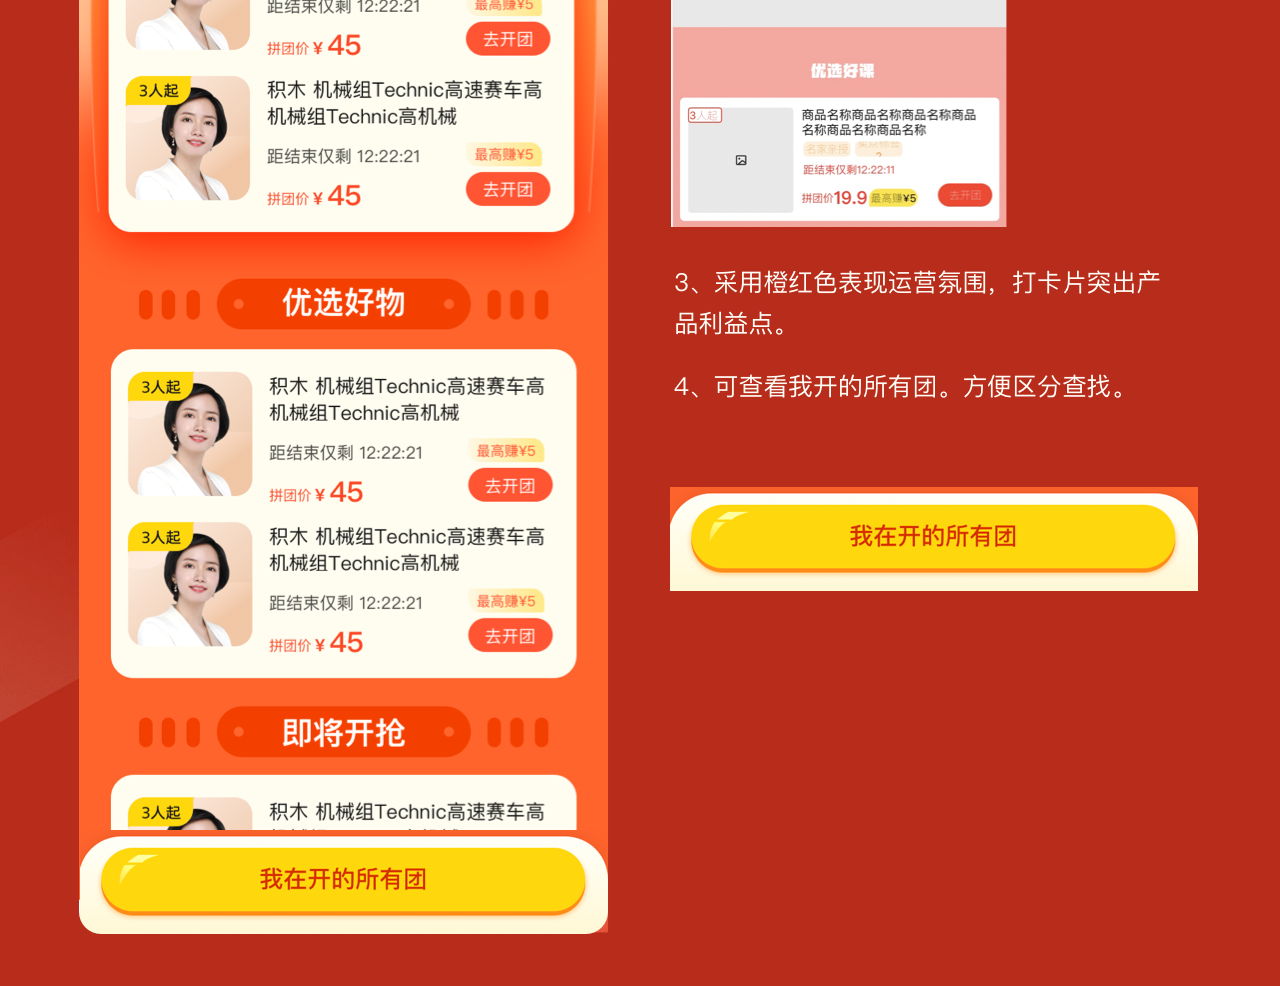 距结束仅剩 12:22:21
最高赚¥5
拼团价 ¥ 45
去开团
3人起
积木 机械组Technic高速赛车高
机械组Technic高机械
距结束仅剩 12:22:21
最高赚¥5
拼团价 ¥ 45
去开团
优选好物
3人起
积木 机械组Technic高速赛车高
机械组Technic高机械
距结束仅剩 12:22:21
最高赚¥5
拼团价 ¥ 45
去开团
3人起
积木 机械组Technic高速赛车高
机械组Technic高机械
距结束仅剩 12:22:21
最高赚¥5
拼团价 ¥ 45
去开团
即将开抢
3人起
积木 机械组Technic高速赛车高
我在开的所有团
优选好课
3人起
商品名称商品名称商品名称商品
名称商品名称商品名称
名家亲授
距结束仅剩12:22:11
拼团价19.9
最高赚¥5
去开团
3、采用橙红色表现运营氛围，打卡片突出产
品利益点。
4、可查看我开的所有团。方便区分查找。
我在开的所有团